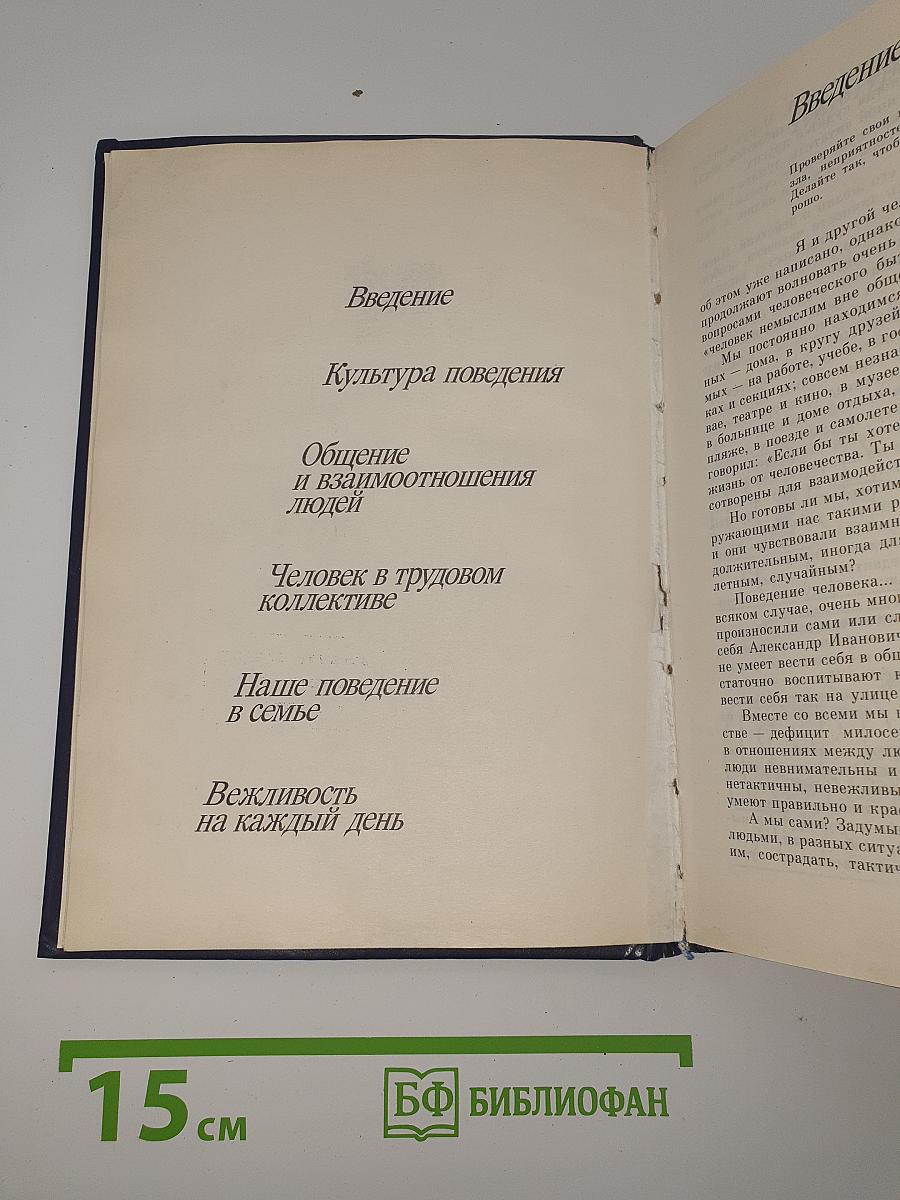 Введение
Культура поведения
Общение
и взаимоотношения
людей
Человек в трудовом
коллективе
Наше поведение
в семье
Вежливость
на каждый день
Введение
Проверяйте свои
зла, неприятносте
Делайте так, чтоб
рошо.
Я и другой че
об этом уже написано, однако
продолжают волновать очень
вопросами человеческого быт
«человек немыслим вне обще
Мы постоянно находимся
ных — дома, в кругу друзей
мых — на работе, учебе, в гос
ках и секциях; совсем незна
вае, театре и кино, в музее
в больнице и доме отдыха,
пляже, в поезде и самолете
говорил: «Если бы ты хоте
жизнь от человечества. Ты
сотворены для взаимодейст
Но готовы ли мы, хотим
ружающими нас такими р
и они чувствовали взаимн
должительным, иногда для
летным, случайным?
Поведение человека...
всяком случае, очень мног
произносили сами или сл
себя Александр Иванович
не умеет вести себя в общ
статочно воспитывают н
вести себя так на улице
Вместе со всеми мы н
стве — дефицит милосе
в отношениях между лю
люди невнимательны и
нетактичны, невежливы
умеют правильно и крас
А мы сами? Задумы
людьми, в разных ситуа
им, сострадать, тактич
15 см
БФ БИБЛИОФАН